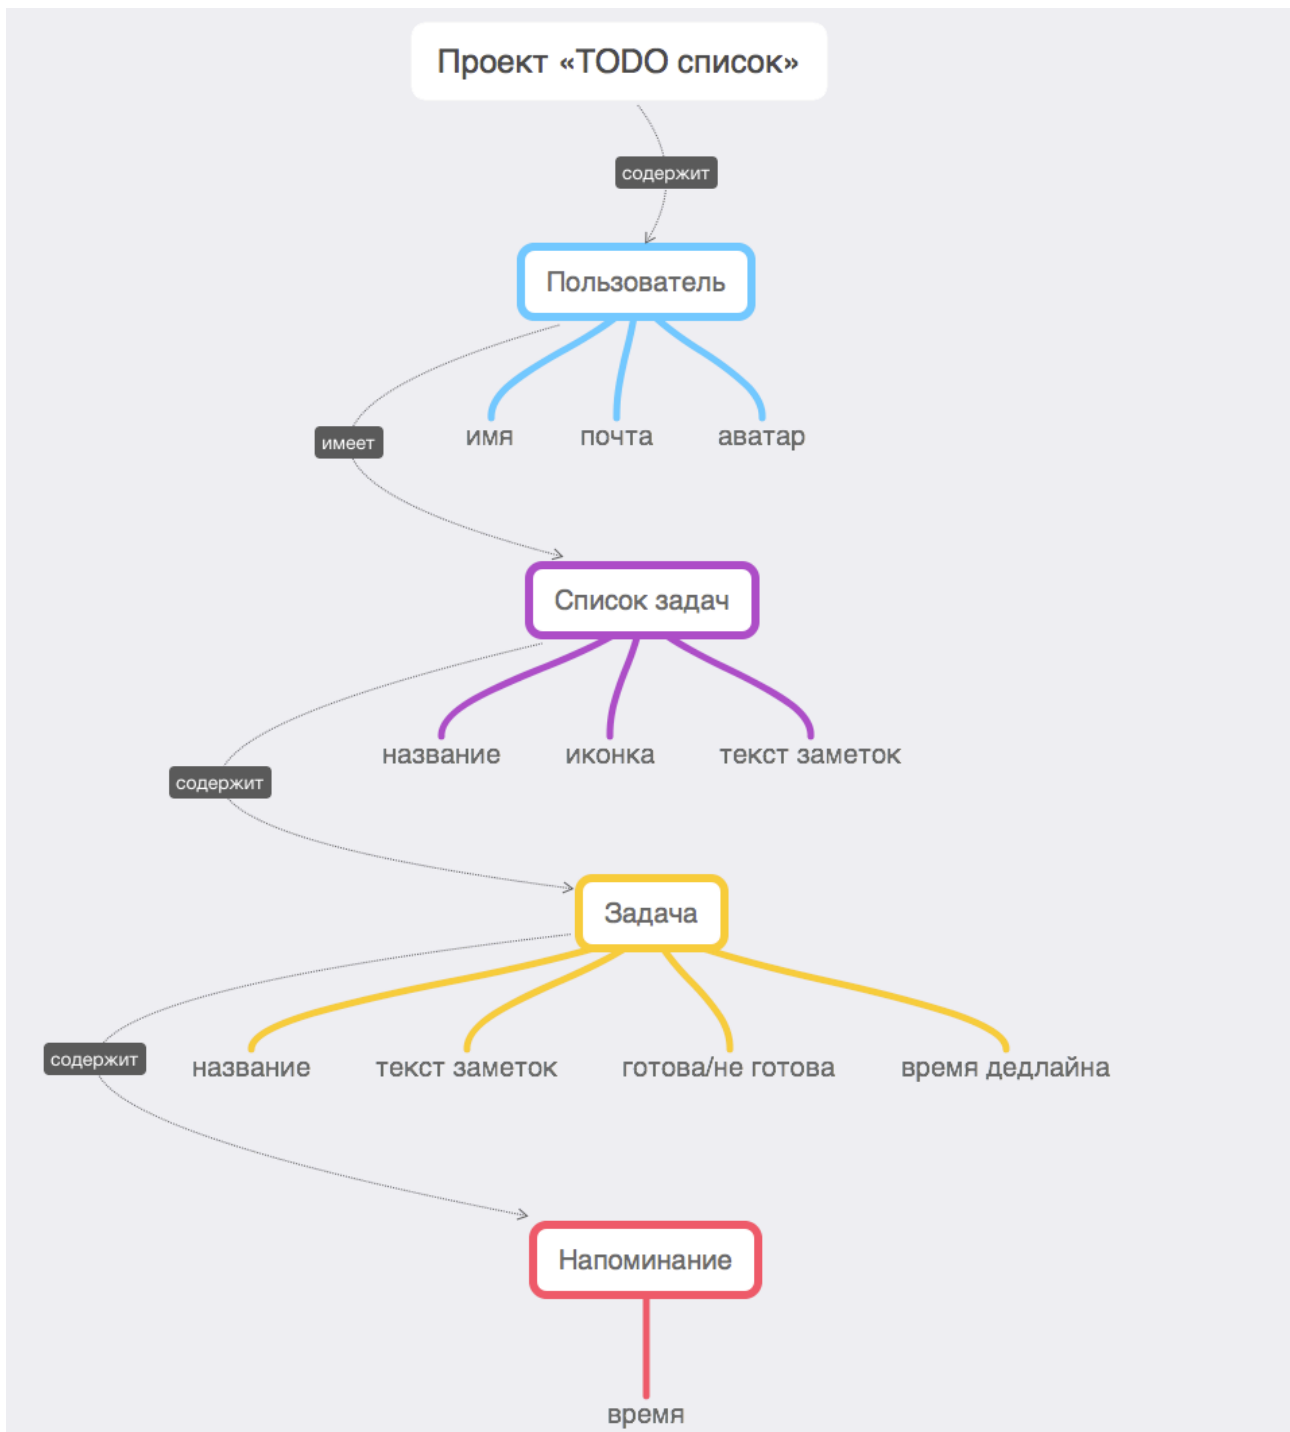 Проект «TODO список»
содержит
Пользователь
имя
почта
аватар
имеет
Список задач
название
иконка
текст заметок
содержит
Задача
содержит
название
текст заметок
готова/не готова
время дедлайна
Напоминание
время